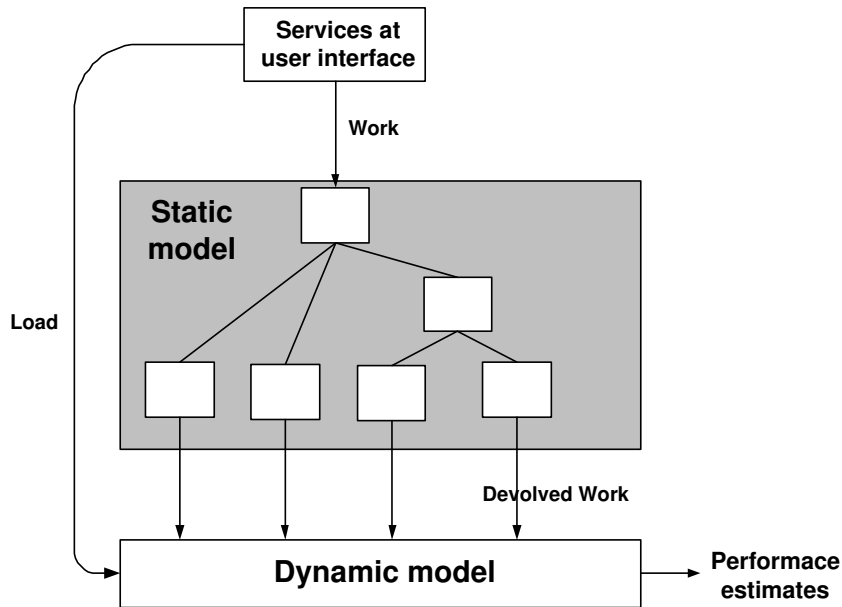 Services at
user interface
Work
Static
model
Load
Devolved Work
Dynamic model
Performace
estimates